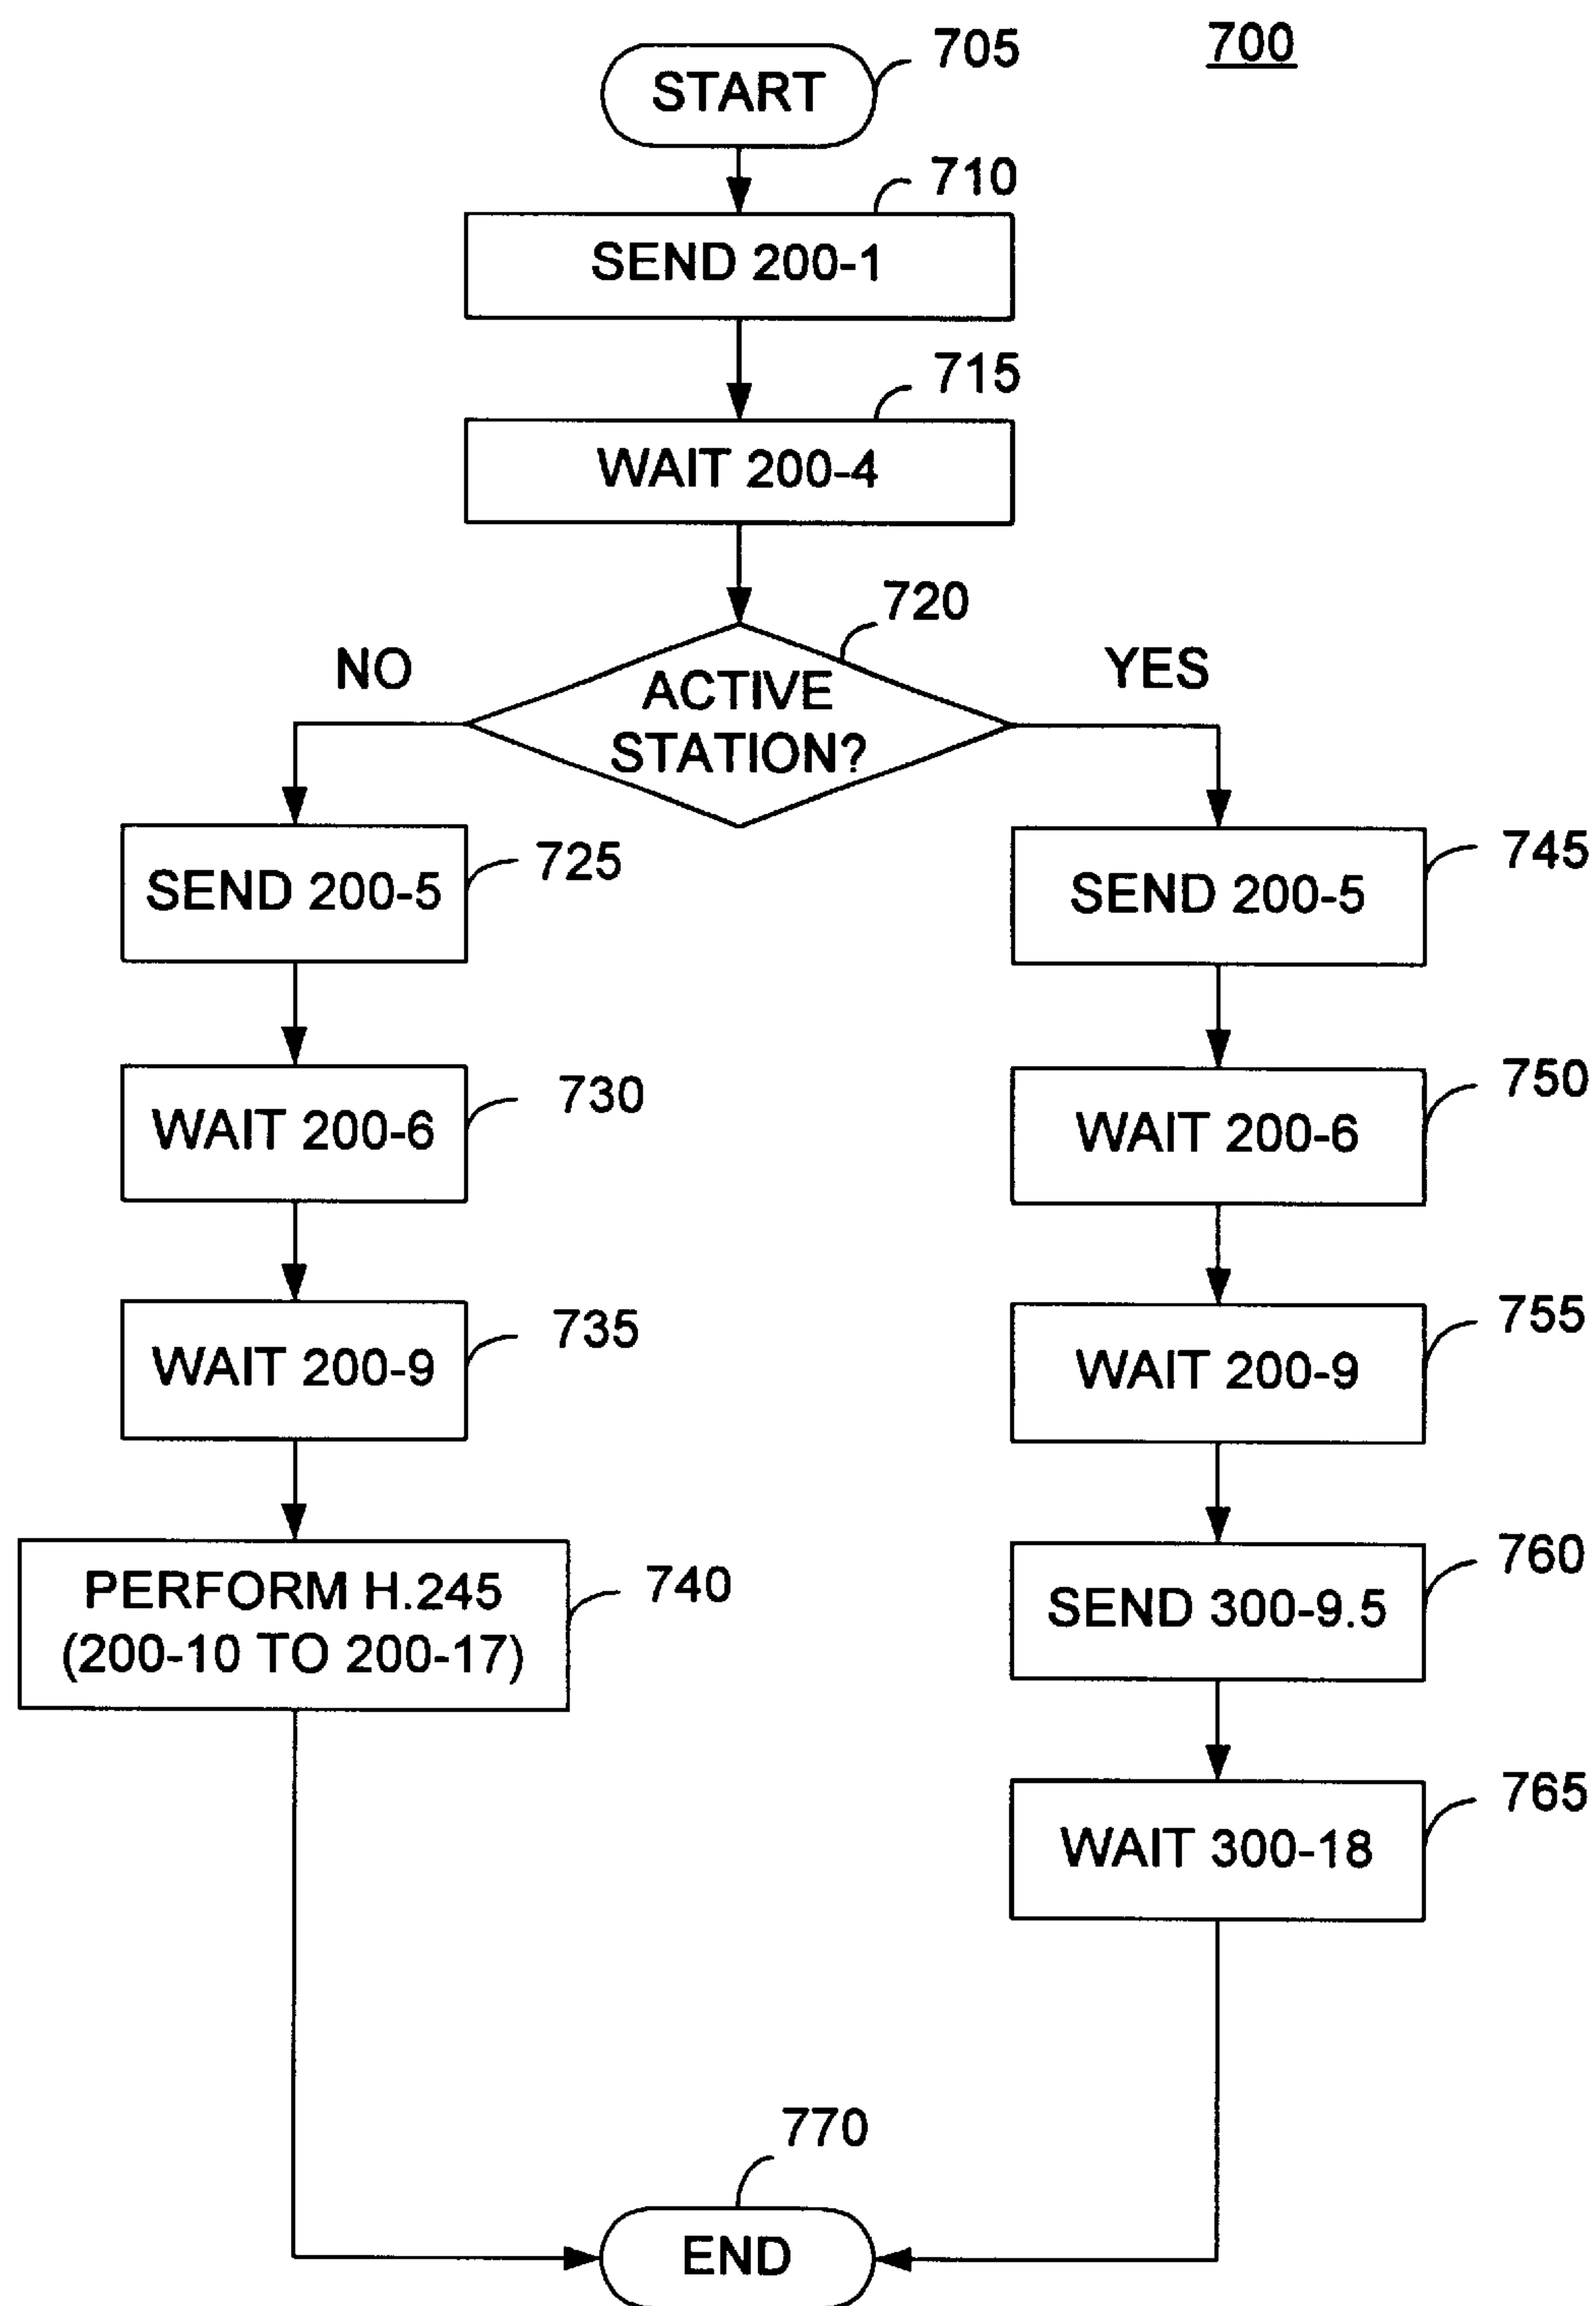 705
700
START
710
SEND 200-1
715
WAIT 200-4
720
NO
YES
ACTIVE
STATION?
725
SEND 200-5
745
SEND 200-5
730
WAIT 200-6
750
WAIT 200-6
735
WAIT 200-9
755
WAIT 200-9
740
PERFORM H.245
(200-10 TO 200-17)
760
SEND 300-9.5
765
WAIT 300-18
770
END